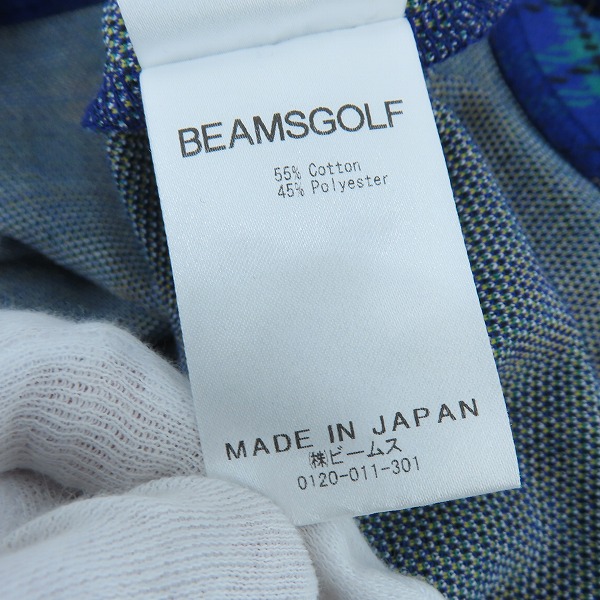 BEAMSGOLF
55% Cotton
45% Polyester
MADE IN JAPAN
㈱ビームス
0120-011-301